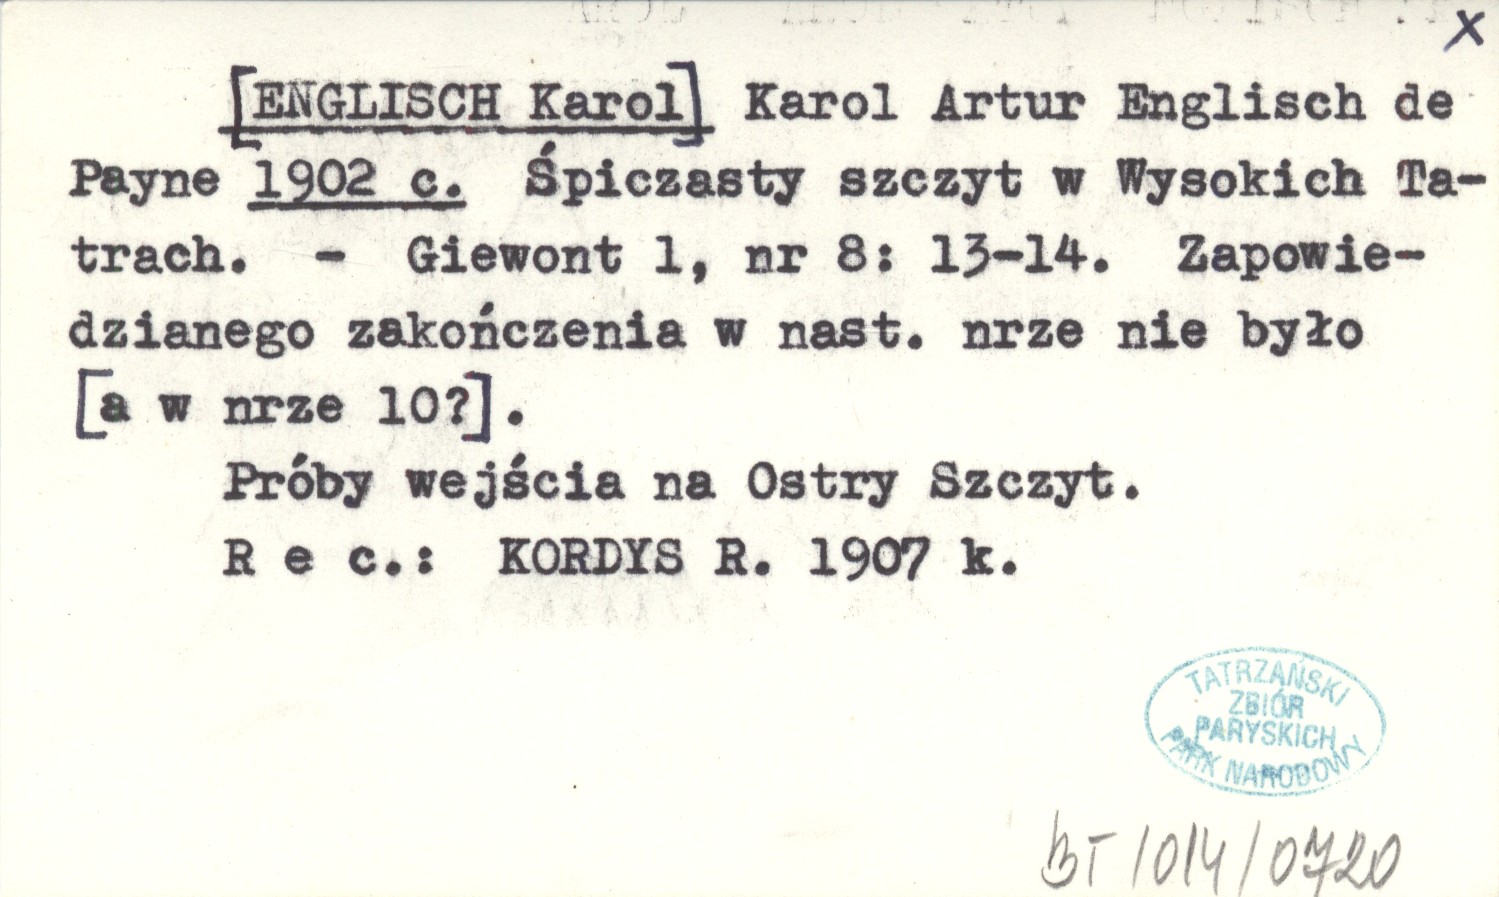 x
[ENGLISCH Karol] Karol Artur Englisch de
Payne 1902 c. Śpiczasty szczyt w Wysokich Ta-
trach. - Giewont 1, nr 8: 13-14. Zapowie-
dzianego zakończenia w nast. nrze nie było
[a w nrze 10?].
Próby wejścia na Ostry Szczyt.
R e c.: KORDYS R. 1907 k.
TATRZAŃSKI
ZBIÓR
PARYSKICH
PARK NARODOWY
BT/014/0720